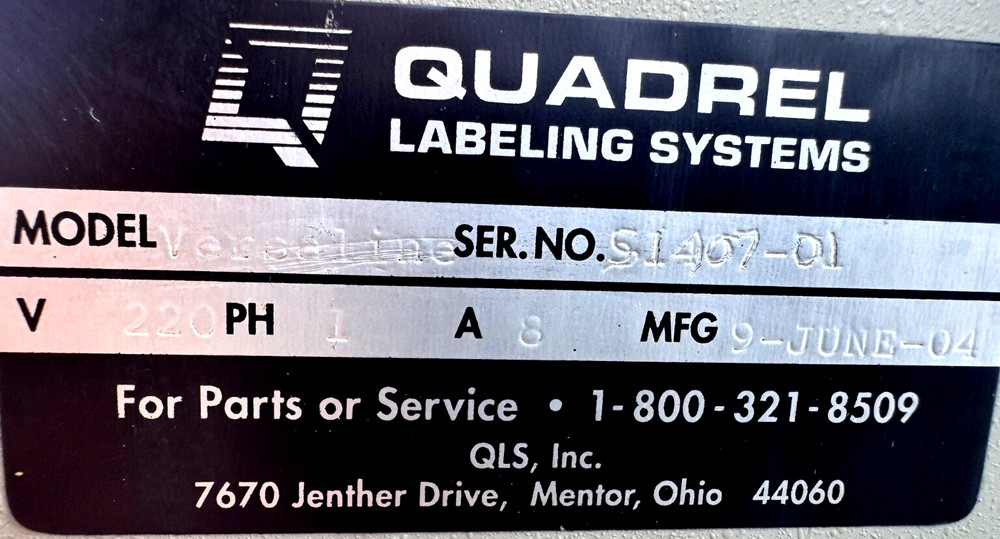 QUADREL
LABELING SYSTEMS
MODEL Versaline SER. NO. S1407-01
V 220 PH 1 A 8 MFG 9-JUNE-04
For Parts or Service • 1-800-321-8509
QLS, Inc.
7670 Jenther Drive, Mentor, Ohio 44060